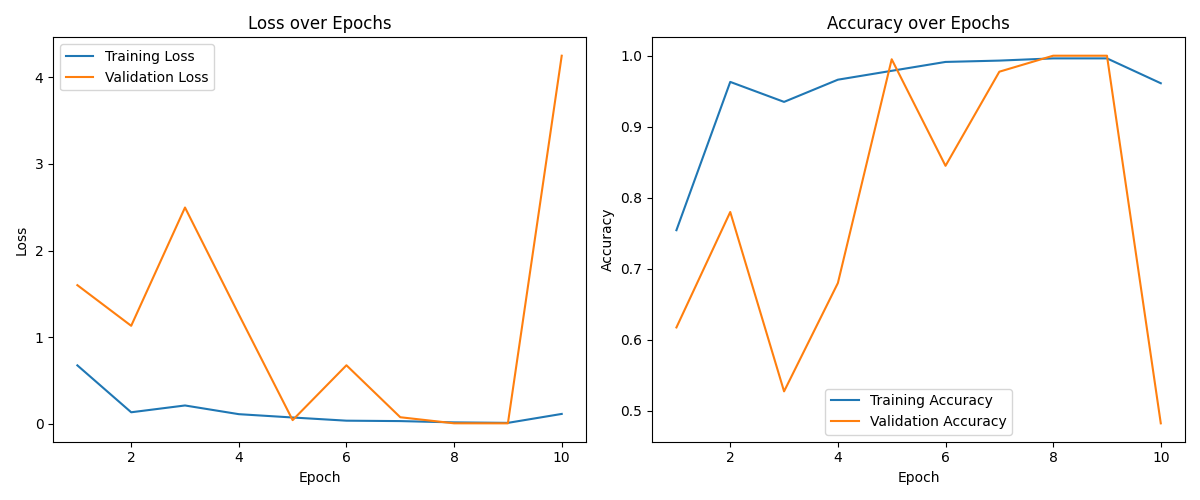 Loss over Epochs
Training Loss
Validation Loss
4
3
2
1
0
Loss
2
4
6
8
10
Epoch
Accuracy over Epochs
1.0
0.9
0.8
0.7
0.6
0.5
Accuracy
Training Accuracy
Validation Accuracy
2
4
6
8
10
Epoch